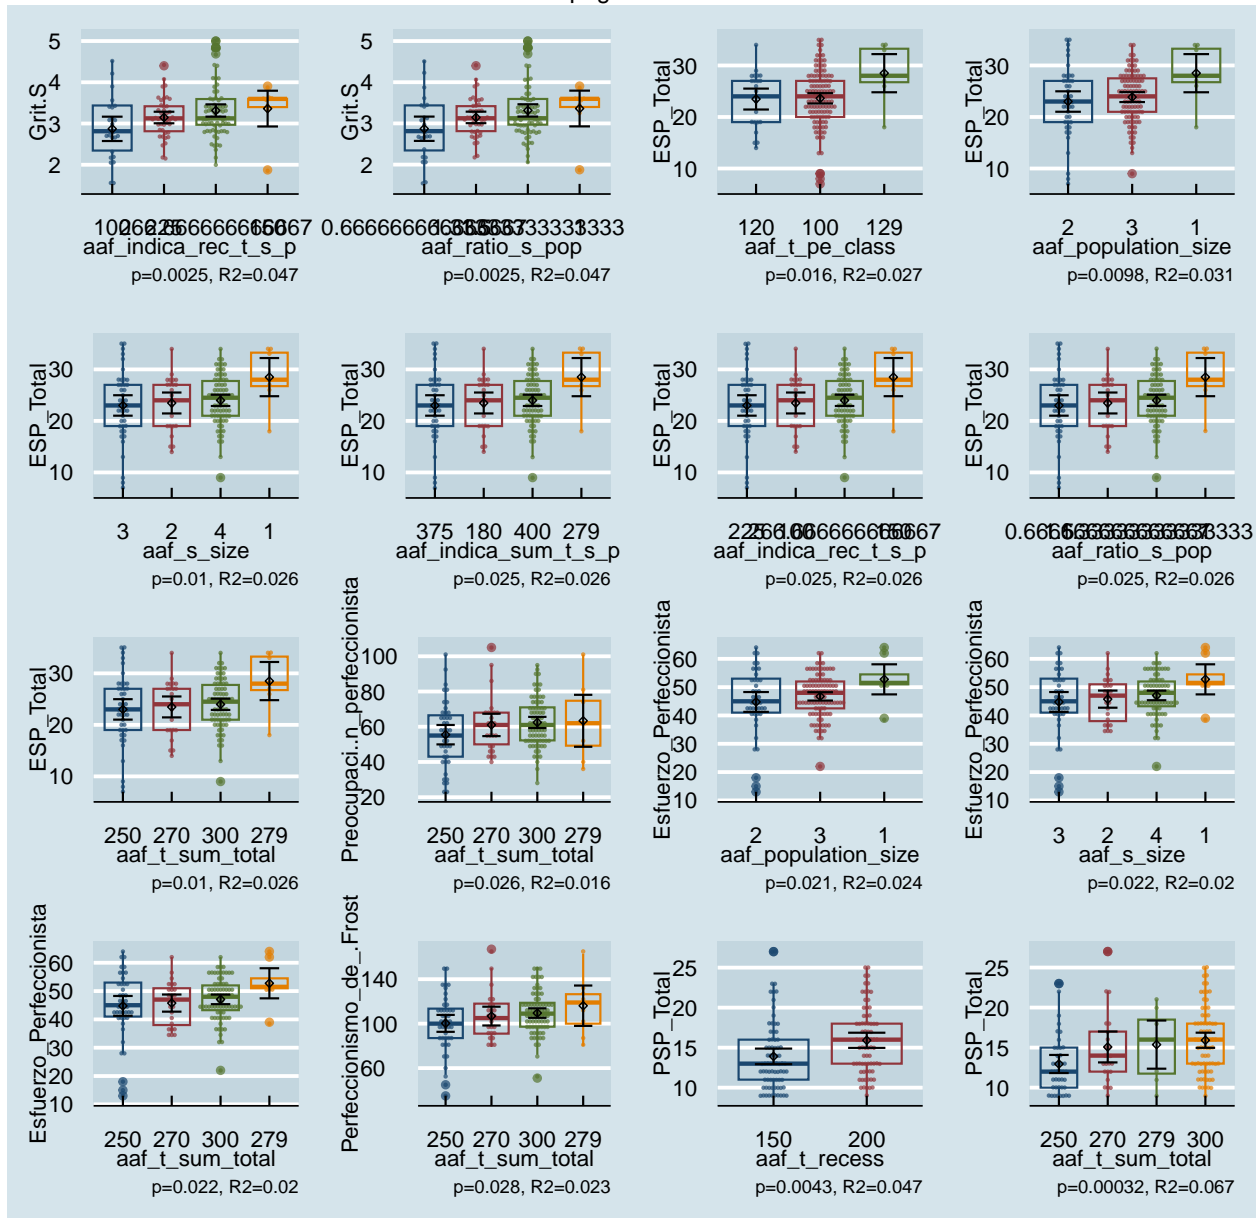 Grit.S
5
4
3
2
aaf_indica_rec_t_s_p
p=0.0025, R2=0.047
Grit.S
5
4
3
2
aaf_ratio_s_pop
p=0.0025, R2=0.047
ESP_Total
30
20
10
120 100 129
aaf_t_pe_class
p=0.016, R2=0.027
ESP_Total
30
20
10
2 3 1
aaf_population_size
p=0.0098, R2=0.031
ESP_Total
30
20
10
3 2 4 1
aaf_s_size
p=0.01, R2=0.026
ESP_Total
30
20
10
375 180 400 279
aaf_indica_sum_t_s_p
p=0.025, R2=0.026
ESP_Total
30
20
10
aaf_indica_rec_t_s_p
p=0.025, R2=0.026
ESP_Total
30
20
10
aaf_ratio_s_pop
p=0.025, R2=0.026
ESP_Total
30
20
10
250 270 300 279
aaf_t_sum_total
p=0.01, R2=0.026
Preocupaci..n_perfeccionista
100
80
60
40
20
250 270 300 279
aaf_t_sum_total
p=0.026, R2=0.016
Esfuerzo_Perfeccionista
60
50
40
30
20
10
2 3 1
aaf_population_size
p=0.021, R2=0.024
Esfuerzo_Perfeccionista
60
50
40
30
20
10
3 2 4 1
aaf_s_size
p=0.022, R2=0.02
Esfuerzo_Perfeccionista
60
50
40
30
20
10
250 270 300 279
aaf_t_sum_total
p=0.022, R2=0.02
Perfeccionismo_de_.Frost
140
100
60
250 270 300 279
aaf_t_sum_total
p=0.028, R2=0.023
PSP_Total
25
20
15
10
150 200
aaf_t_recess
p=0.0043, R2=0.047
PSP_Total
25
20
15
10
250 270 279 300
aaf_t_sum_total
p=0.00032, R2=0.067